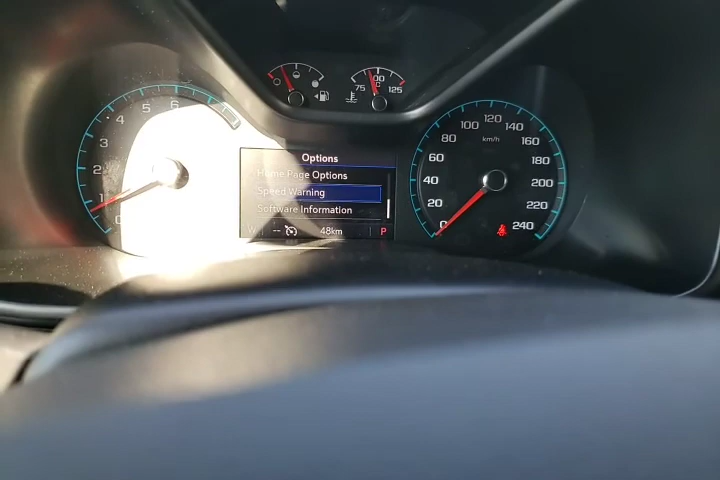 75 100 125
°C
0 2 3 4 5 6
Options
Home Page Options
Speed Warning
Software Information
-- 48km P
0 20 40 60 80 100 120 140 160 180 200 220 240
km/h